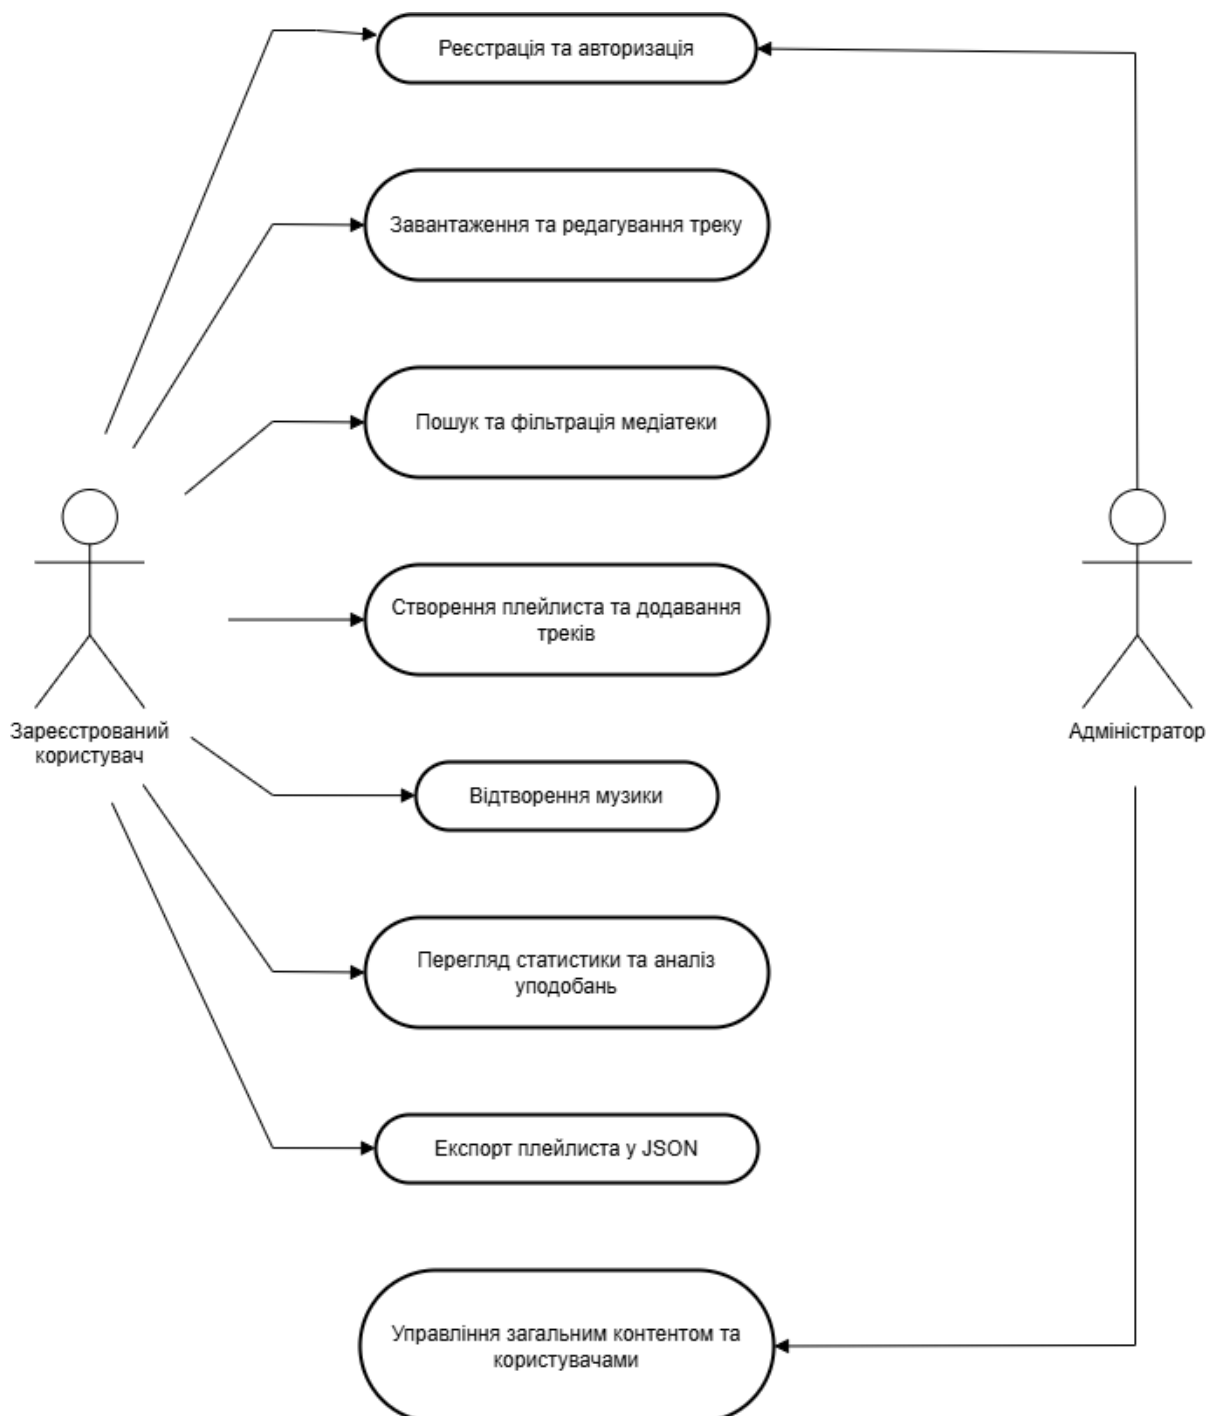 Реєстрація та авторизація
Завантаження та редагування треку
Пошук та фільтрація медіатеки
Створення плейлиста та додавання
треків
Зареєстрований
користувач
Адміністратор
Відтворення музики
Перегляд статистики та аналіз
уподобань
Експорт плейлиста у JSON
Управління загальним контентом та
користувачами